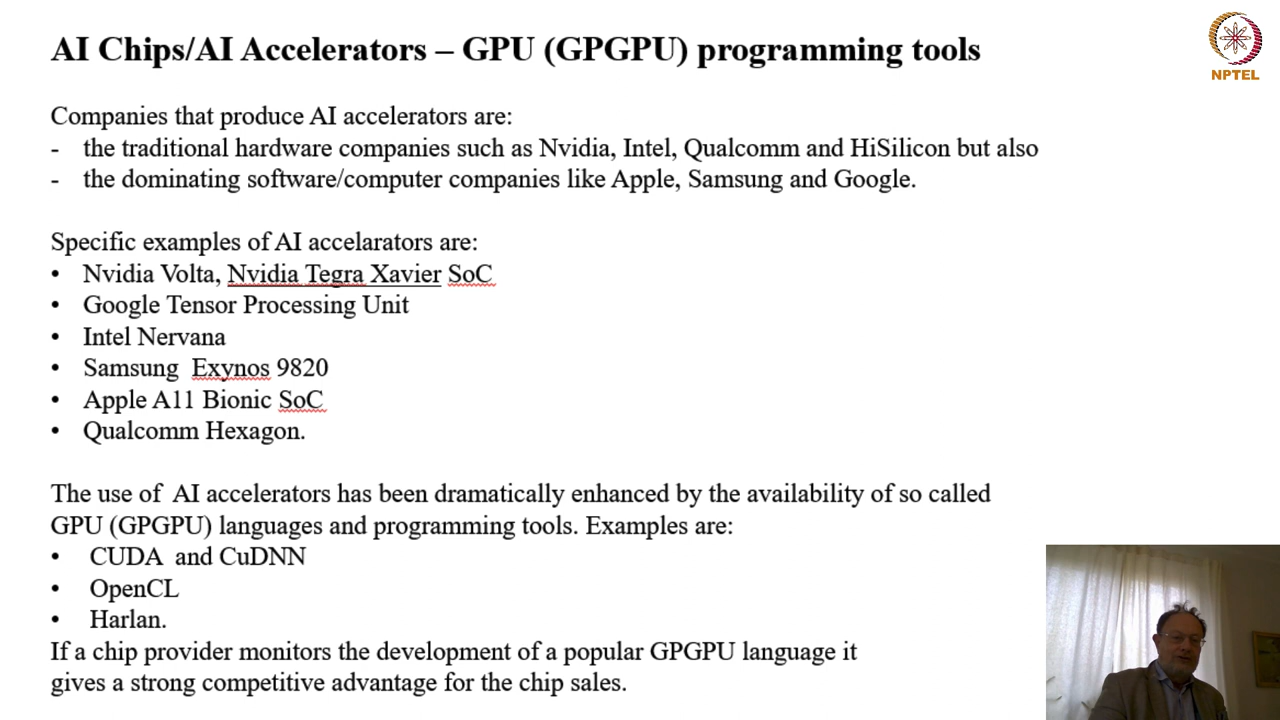 AI Chips/AI Accelerators – GPU (GPGPU) programming tools
NPTEL
Companies that produce AI accelerators are:
- the traditional hardware companies such as Nvidia, Intel, Qualcomm and HiSilicon but also
- the dominating software/computer companies like Apple, Samsung and Google.
Specific examples of AI accelarators are:
• Nvidia Volta, Nvidia Tegra Xavier SoC
• Google Tensor Processing Unit
• Intel Nervana
• Samsung Exynos 9820
• Apple A11 Bionic SoC
• Qualcomm Hexagon.
The use of AI accelerators has been dramatically enhanced by the availability of so called
GPU (GPGPU) languages and programming tools. Examples are:
• CUDA and CuDNN
• OpenCL
• Harlan.
If a chip provider monitors the development of a popular GPGPU language it
gives a strong competitive advantage for the chip sales.